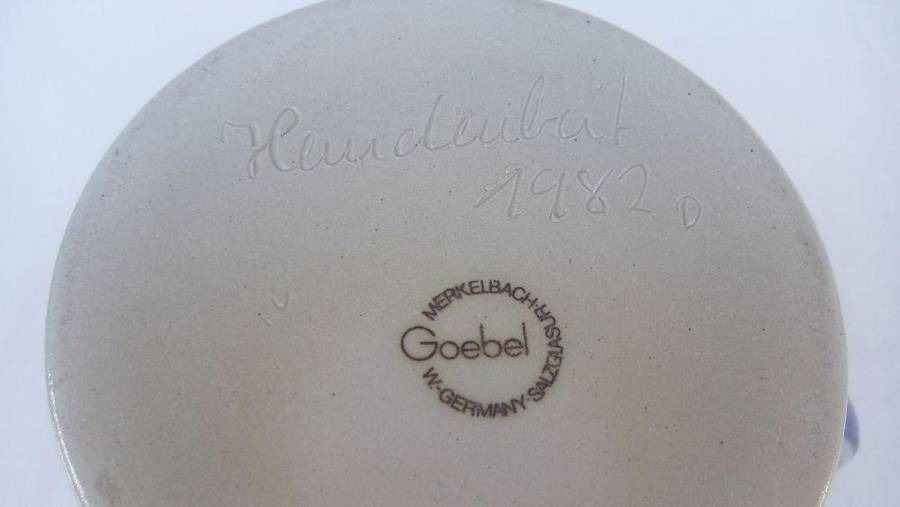 Handarbeit
1982 D
MERKELBACH·
Goebel
W.-GERMANY·SALZGLASUR